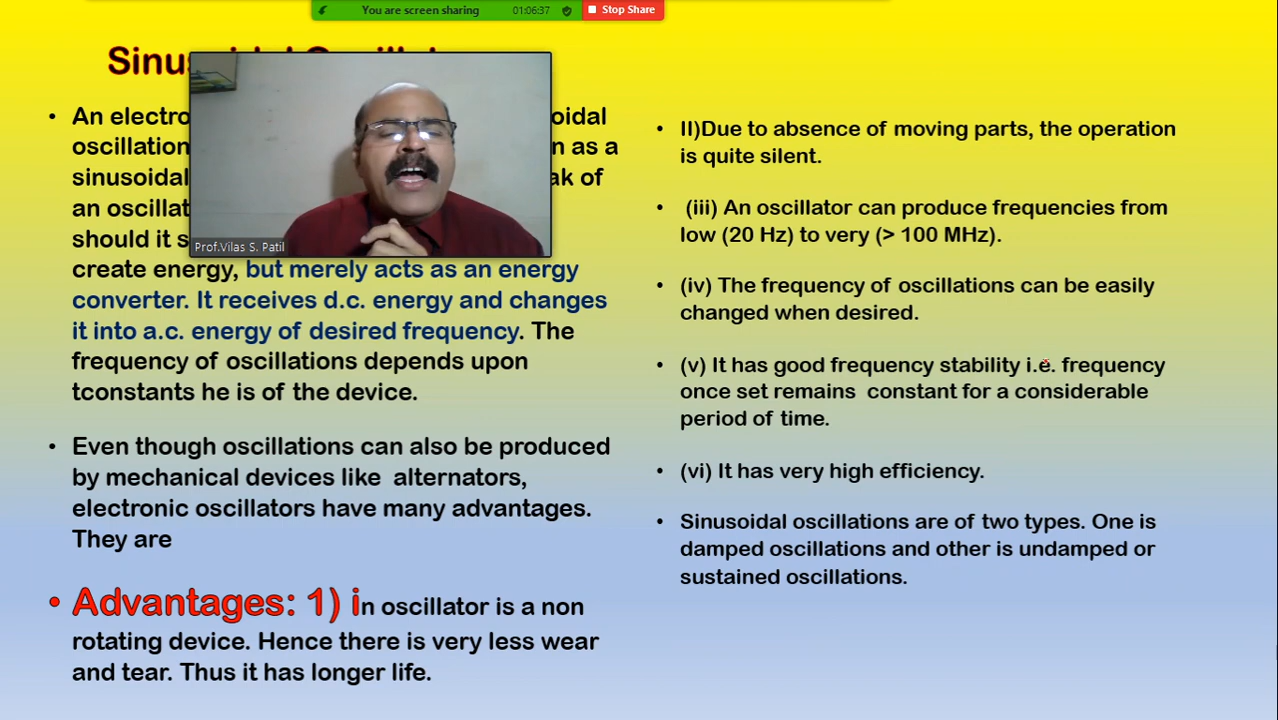 You are screen sharing 01:06:37 Stop Share
Prof.Vilas S. Patil
An electro oidal
oscillation n as a
sinusoidal ak of
an oscillat
should it s
create energy, but merely acts as an energy
converter. It receives d.c. energy and changes
it into a.c. energy of desired frequency. The
frequency of oscillations depends upon
tconstants he is of the device.
Even though oscillations can also be produced
by mechanical devices like alternators,
electronic oscillators have many advantages.
They are
Advantages: 1) in oscillator is a non
rotating device. Hence there is very less wear
and tear. Thus it has longer life.
II)Due to absence of moving parts, the operation
is quite silent.
(iii) An oscillator can produce frequencies from
low (20 Hz) to very (> 100 MHz).
(iv) The frequency of oscillations can be easily
changed when desired.
(v) It has good frequency stability i.e. frequency
once set remains constant for a considerable
period of time.
(vi) It has very high efficiency.
Sinusoidal oscillations are of two types. One is
damped oscillations and other is undamped or
sustained oscillations.